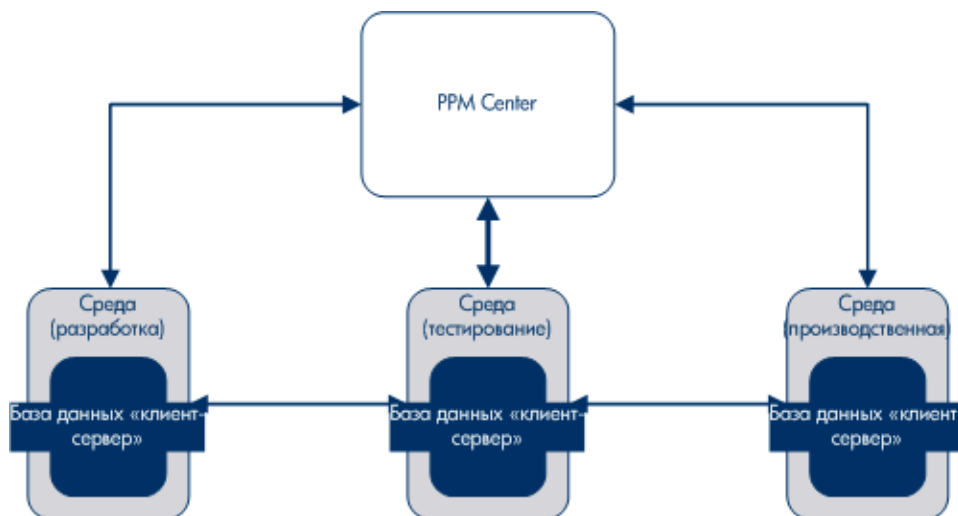 PPM Center
Среда
(разработка)
Среда
(тестирование)
Среда
(производственная)
База данных «клиент-
сервер»
База данных «клиент-
сервер»
База данных «клиент-
сервер»